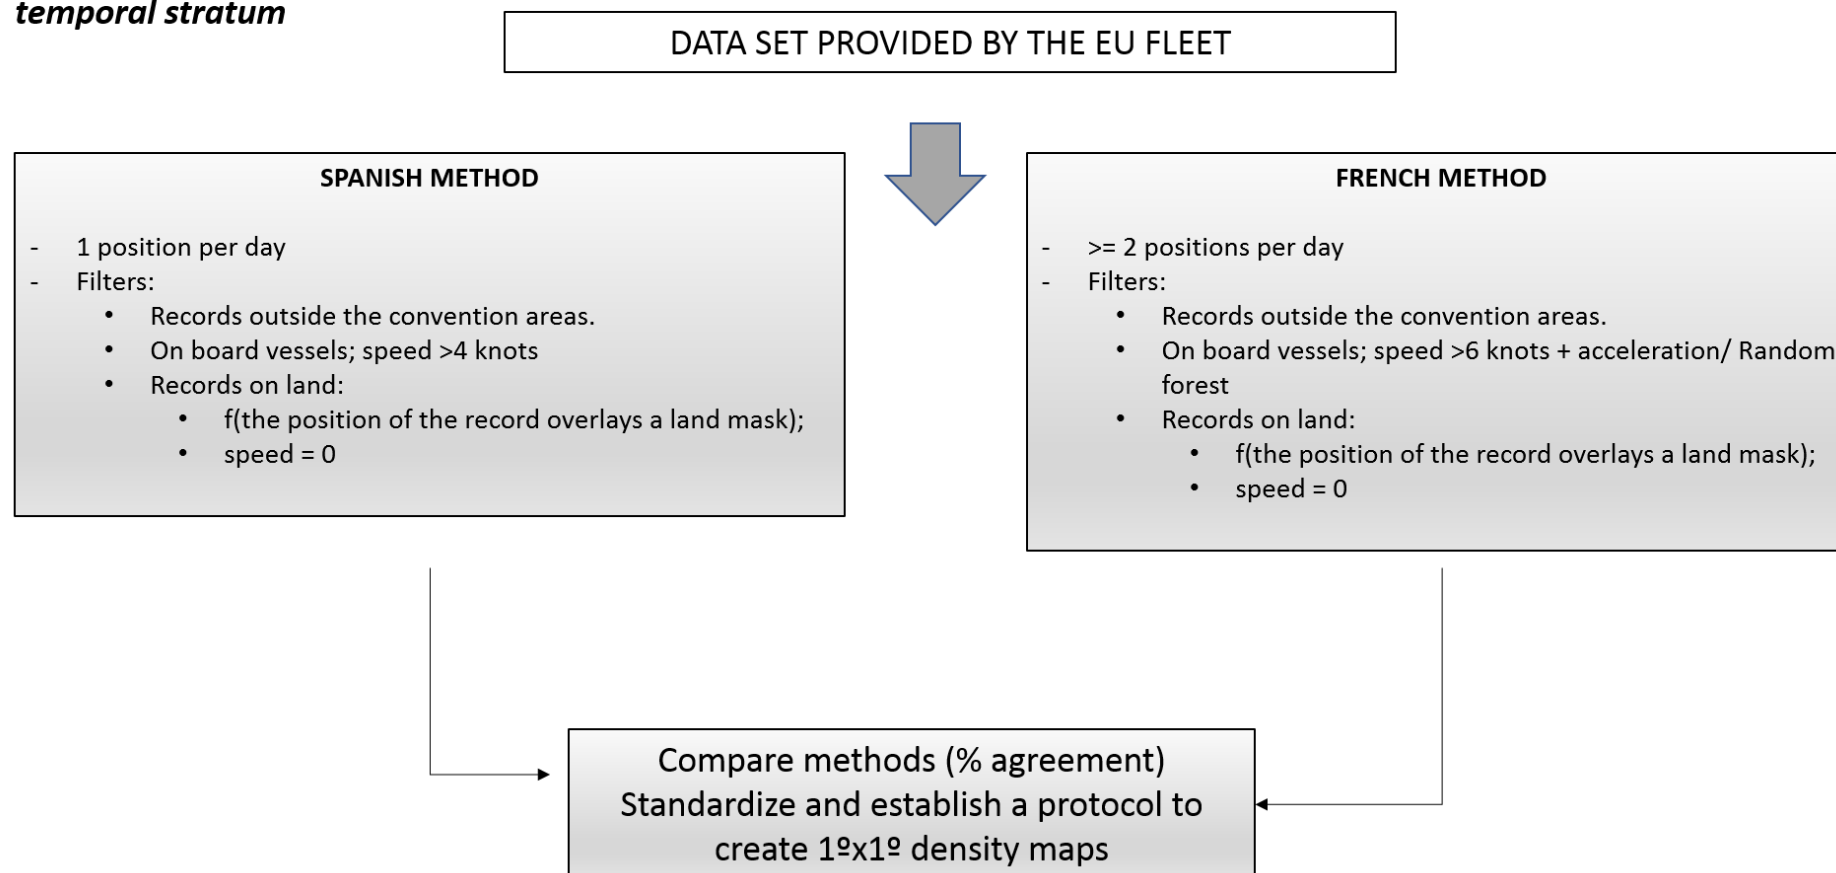 temporal stratum
DATA SET PROVIDED BY THE EU FLEET
SPANISH METHOD
- 1 position per day
- Filters:
• Records outside the convention areas.
• On board vessels; speed >4 knots
• Records on land:
• f(the position of the record overlays a land mask);
• speed = 0
FRENCH METHOD
- >= 2 positions per day
- Filters:
• Records outside the convention areas.
• On board vessels; speed >6 knots + acceleration/ Random
forest
• Records on land:
• f(the position of the record overlays a land mask);
• speed = 0
Compare methods (% agreement)
Standardize and establish a protocol to
create 1ºx1º density maps